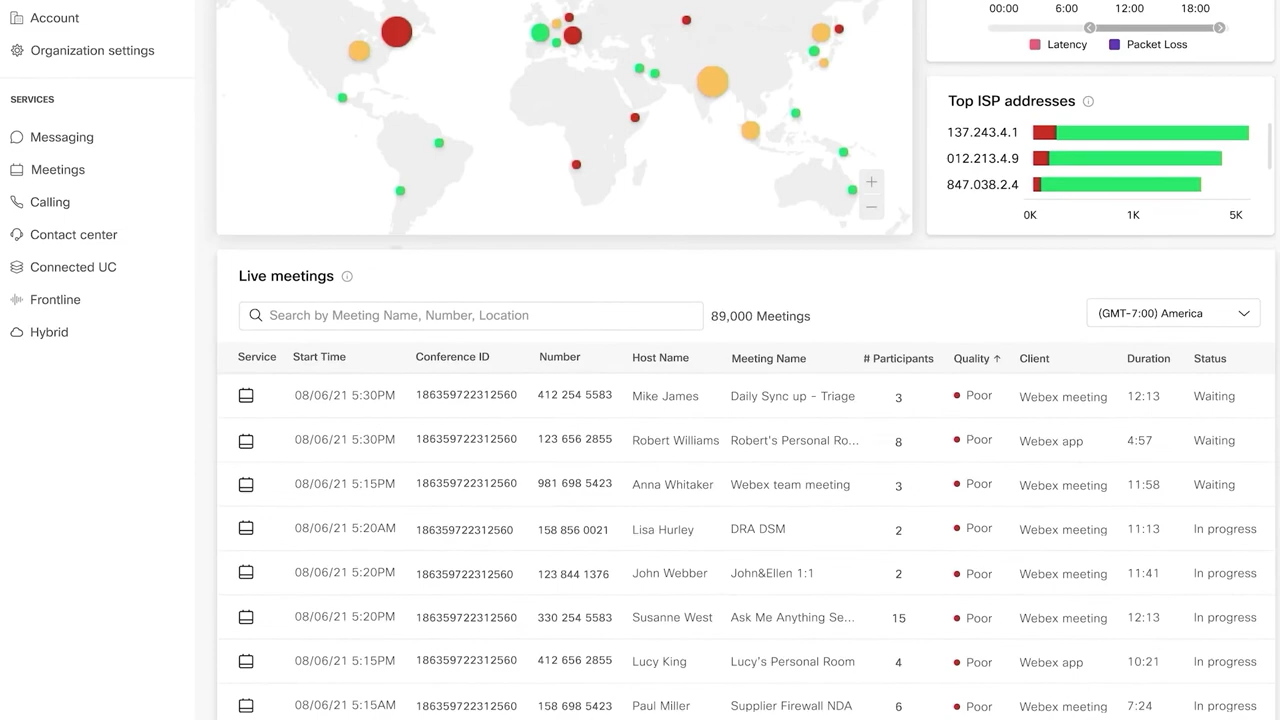 Account
Organization settings
SERVICES
Messaging
Meetings
Calling
Contact center
Connected UC
Frontline
Hybrid
00:00 6:00 12:00 18:00
Latency Packet Loss
Top ISP addresses
137.243.4.1
012.213.4.9
847.038.2.4
0K 1K 5K
Live meetings
Search by Meeting Name, Number, Location
89,000 Meetings
(GMT-7:00) America
Service Start Time Conference ID Number Host Name Meeting Name # Participants Quality ↑ Client Duration Status
08/06/21 5:30PM 186359722312560 412 254 5583 Mike James Daily Sync up - Triage 3 Poor Webex meeting 12:13 Waiting
08/06/21 5:30PM 186359722312560 123 656 2855 Robert Williams Robert's Personal Ro... 8 Poor Webex app 4:57 Waiting
08/06/21 5:15PM 186359722312560 981 698 5423 Anna Whitaker Webex team meeting 3 Poor Webex meeting 11:58 Waiting
08/06/21 5:20AM 186359722312560 158 856 0021 Lisa Hurley DRA DSM 2 Poor Webex meeting 11:13 In progress
08/06/21 5:20PM 186359722312560 123 844 1376 John Webber John&Ellen 1:1 2 Poor Webex meeting 11:41 In progress
08/06/21 5:20PM 186359722312560 330 254 5583 Susanne West Ask Me Anything Se... 15 Poor Webex meeting 12:13 In progress
08/06/21 5:15PM 186359722312560 412 656 2855 Lucy King Lucy's Personal Room 4 Poor Webex app 10:21 In progress
08/06/21 5:15AM 186359722312560 158 698 5423 Paul Miller Supplier Firewall NDA 6 Poor Webex meeting 7:24 In progress